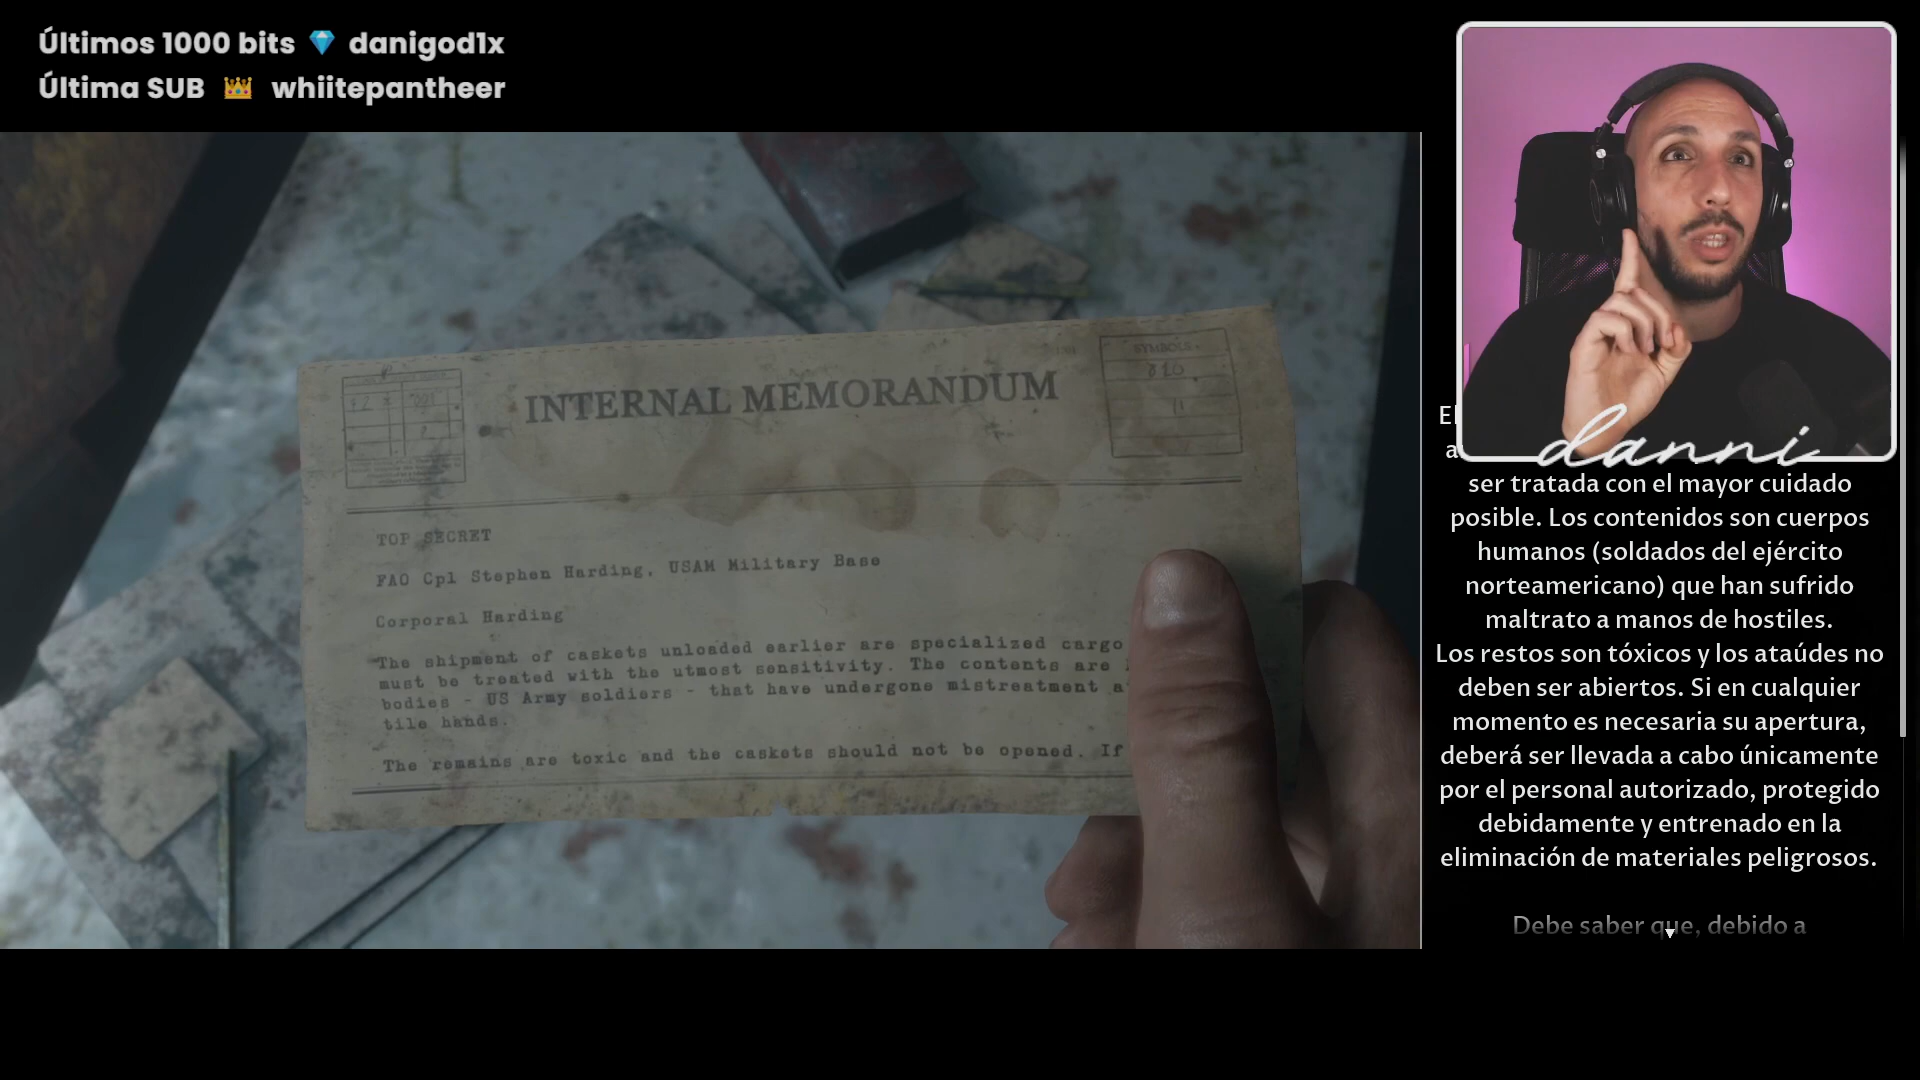 Últimos 1000 bits 💎 danigod1x
Última SUB 👑 whiitepantheer
INTERNAL MEMORANDUM
SYMBOLS
TOP SECRET
FAO Cpl Stephen Harding, USAM Military Base
Corporal Harding
The shipment of caskets unloaded earlier are specialized cargo
must be treated with the utmost sensitivity. The contents are
bodies - US Army soldiers - that have undergone mistreatment a
tile hands.
The remains are toxic and the caskets should not be opened. If
danni
El
a
ser tratada con el mayor cuidado
posible. Los contenidos son cuerpos
humanos (soldados del ejército
norteamericano) que han sufrido
maltrato a manos de hostiles.
Los restos son tóxicos y los ataúdes no
deben ser abiertos. Si en cualquier
momento es necesaria su apertura,
deberá ser llevada a cabo únicamente
por el personal autorizado, protegido
debidamente y entrenado en la
eliminación de materiales peligrosos.
Debe saber que, debido a